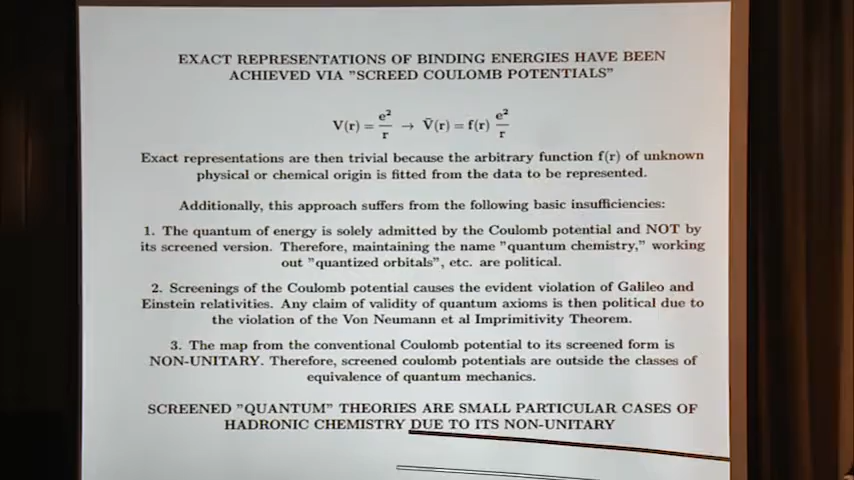 EXACT REPRESENTATIONS OF BINDING ENERGIES HAVE BEEN
ACHIEVED VIA "SCREED COULOMB POTENTIALS"
V(r) = e²/r → V̄(r) = f(r) e²/r
Exact representations are then trivial because the arbitrary function f(r) of unknown
physical or chemical origin is fitted from the data to be represented.
Additionally, this approach suffers from the following basic insufficiencies:
1. The quantum of energy is solely admitted by the Coulomb potential and NOT by
its screened version. Therefore, maintaining the name "quantum chemistry," working
out "quantized orbitals", etc. are political.
2. Screenings of the Coulomb potential causes the evident violation of Galileo and
Einstein relativities. Any claim of validity of quantum axioms is then political due to
the violation of the Von Neumann et al Imprimitivity Theorem.
3. The map from the conventional Coulomb potential to its screened form is
NON-UNITARY. Therefore, screened coulomb potentials are outside the classes of
equivalence of quantum mechanics.
SCREENED "QUANTUM" THEORIES ARE SMALL PARTICULAR CASES OF
HADRONIC CHEMISTRY DUE TO ITS NON-UNITARY